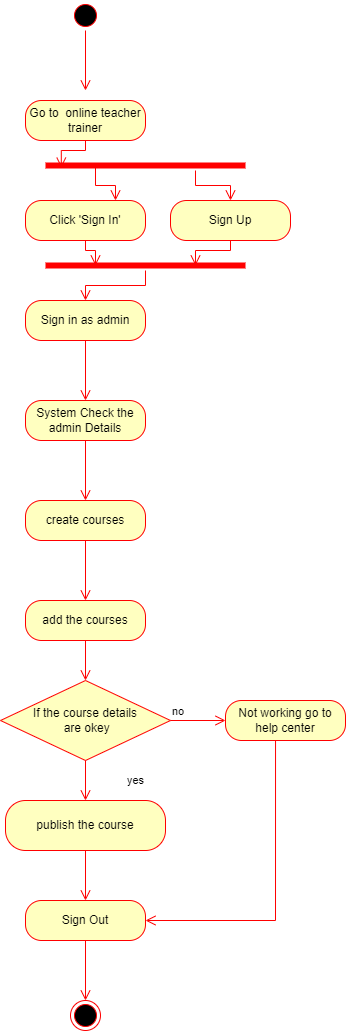 Go to  online teacher
trainer
Click 'Sign In'
Sign Up
Sign in as admin
System Check the
admin Details
create courses
add the courses
If the course details
are okey
no
Not working go to
help center
yes
publish the course
Sign Out